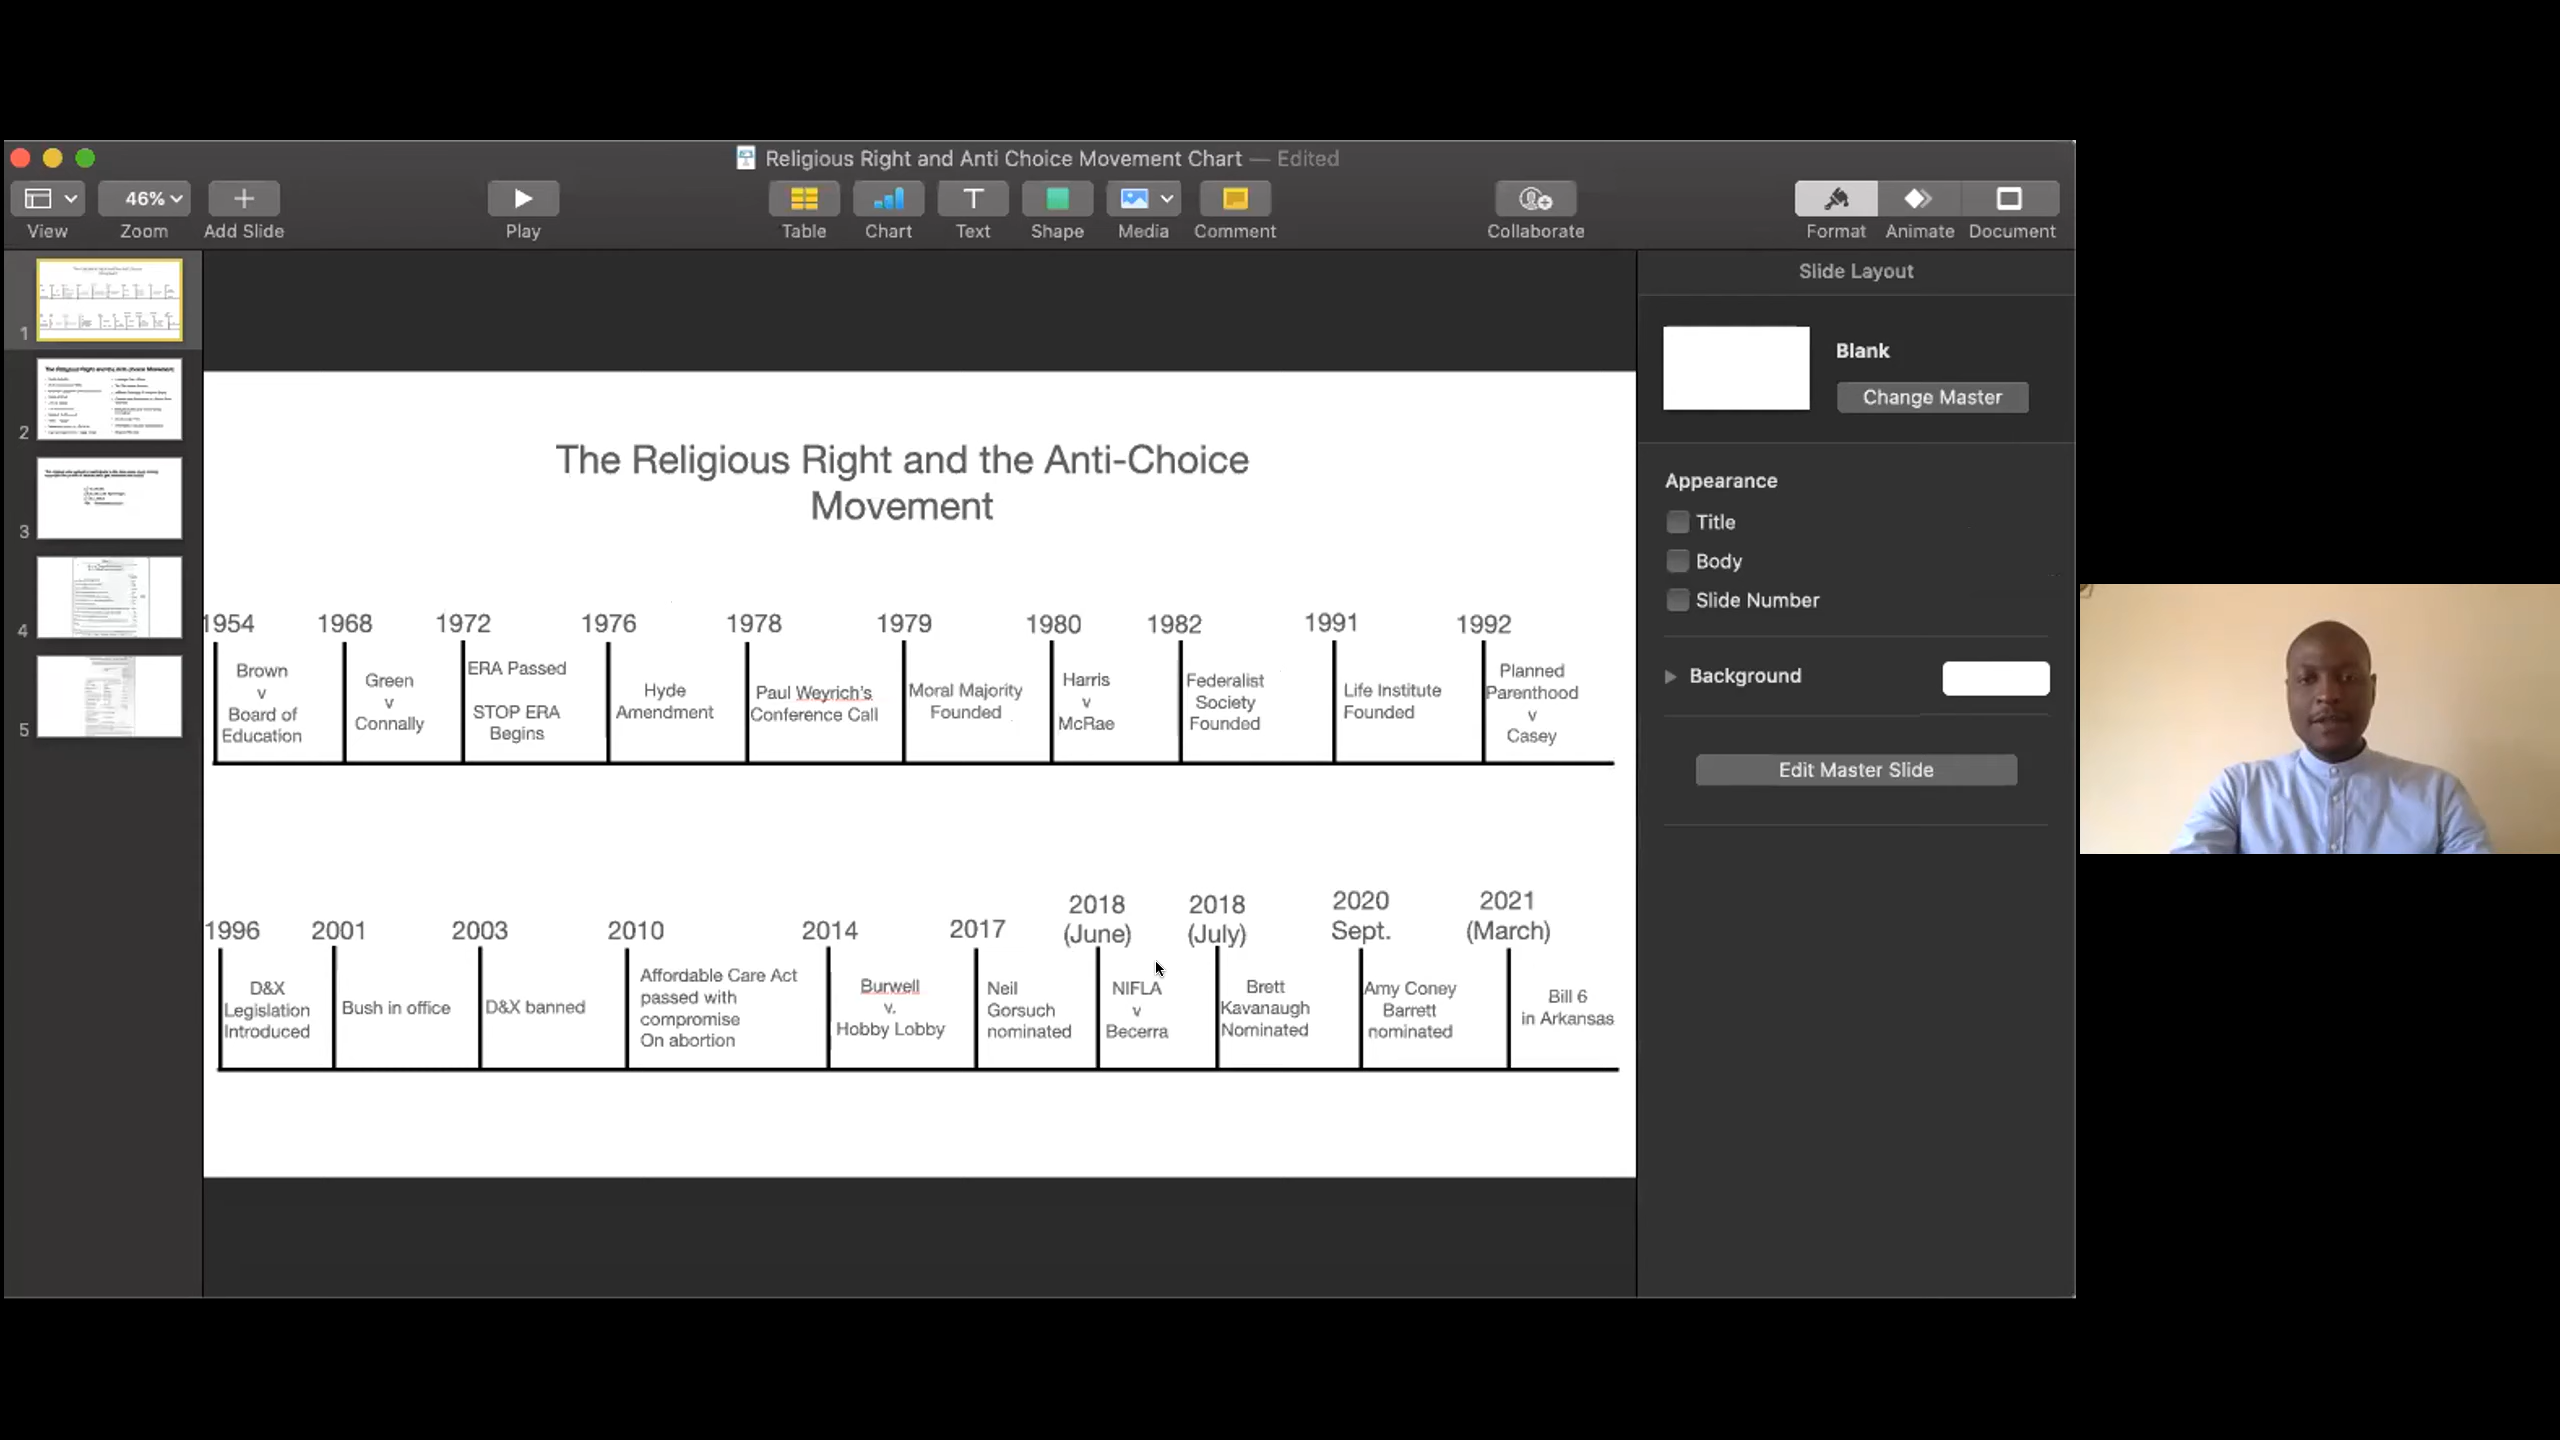 Religious Right and Anti Choice Movement Chart — Edited
46%
View
Zoom
Add Slide
Play
Table
Chart
Text
Shape
Media
Comment
Collaborate
Format
Animate
Document
1
2
3
4
5
The Religious Right and the Anti-Choice
Movement
1954
Brown
v
Board of
Education
1968
Green
v
Connally
1972
ERA Passed
STOP ERA
Begins
1976
Hyde
Amendment
1978
Paul Weyrich's
Conference Call
1979
Moral Majority
Founded
1980
Harris
v
McRae
1982
Federalist
Society
Founded
1991
Life Institute
Founded
1992
Planned
Parenthood
v
Casey
1996
D&X
Legislation
Introduced
2001
Bush in office
2003
D&X banned
2010
Affordable Care Act
passed with
compromise
On abortion
2014
Burwell
v.
Hobby Lobby
2017
Neil
Gorsuch
nominated
2018
(June)
NIFLA
v
Becerra
2018
(July)
Brett
Kavanaugh
Nominated
2020
Sept.
Amy Coney
Barrett
nominated
2021
(March)
Bill 6
in Arkansas
Slide Layout
Blank
Change Master
Appearance
Title
Body
Slide Number
Background
Edit Master Slide